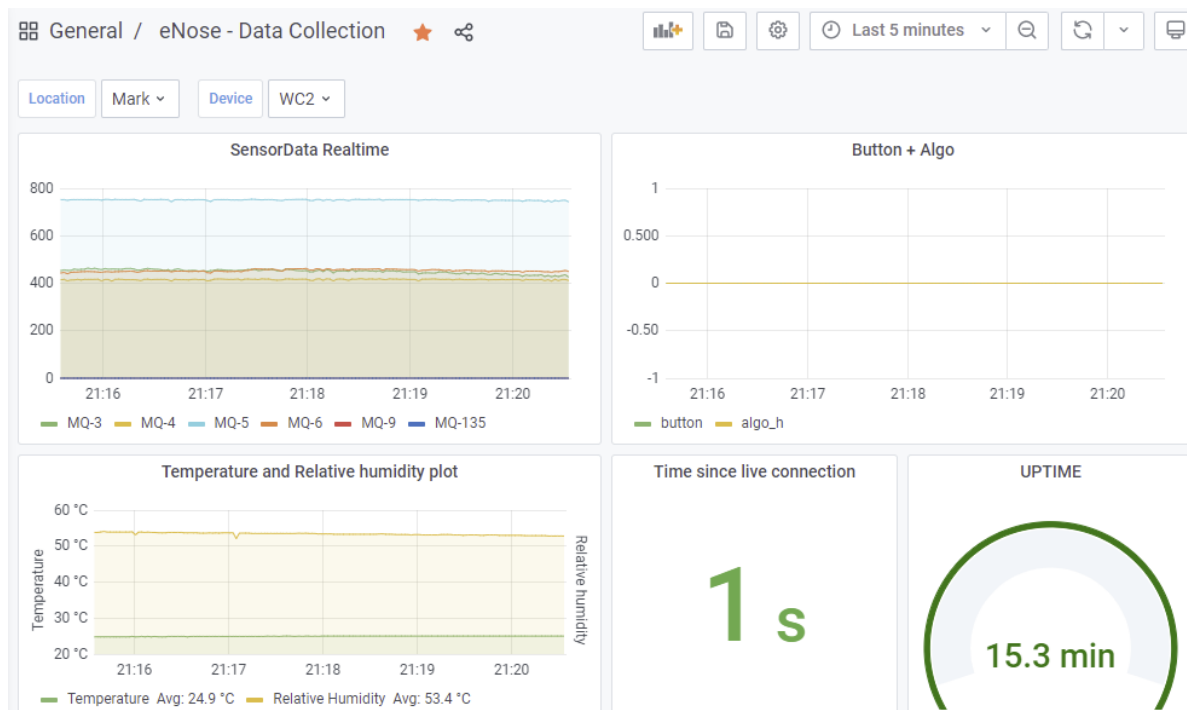 General / eNose - Data Collection
Last 5 minutes
Location Mark Device WC2
SensorData Realtime
800
600
400
200
0
21:16 21:17 21:18 21:19 21:20
MQ-3 MQ-4 MQ-5 MQ-6 MQ-9 MQ-135
Button + Algo
1
0.500
0
-0.50
-1
21:16 21:17 21:18 21:19 21:20
button algo_h
Temperature and Relative humidity plot
60 °C
50 °C
40 °C
30 °C
20 °C
Temperature
Relative humidity
21:16 21:17 21:18 21:19 21:20
Temperature Avg: 24.9 °C Relative Humidity Avg: 53.4 °C
Time since live connection
1 s
UPTIME
15.3 min